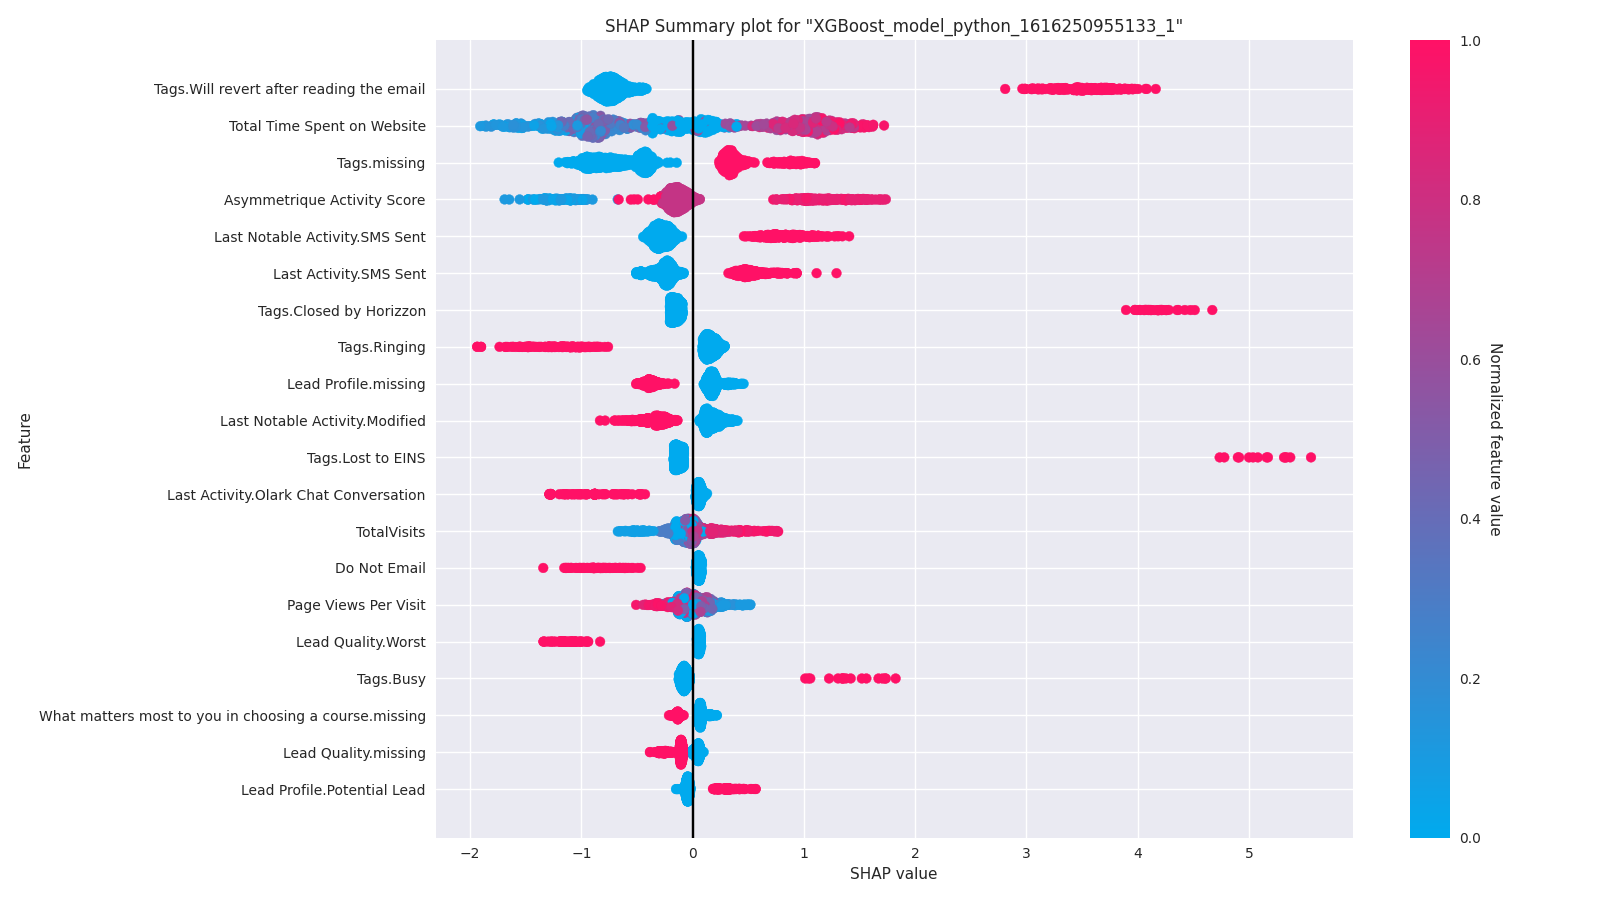 SHAP Summary plot for "XGBoost_model_python_1616250955133_1"
Feature
Tags.Will revert after reading the email
Total Time Spent on Website
Tags.missing
Asymmetrique Activity Score
Last Notable Activity.SMS Sent
Last Activity.SMS Sent
Tags.Closed by Horizzon
Tags.Ringing
Lead Profile.missing
Last Notable Activity.Modified
Tags.Lost to EINS
Last Activity.Olark Chat Conversation
TotalVisits
Do Not Email
Page Views Per Visit
Lead Quality.Worst
Tags.Busy
What matters most to you in choosing a course.missing
Lead Quality.missing
Lead Profile.Potential Lead
−2 −1 0 1 2 3 4 5
SHAP value
1.0
0.8
0.6
0.4
0.2
0.0
Normalized feature value